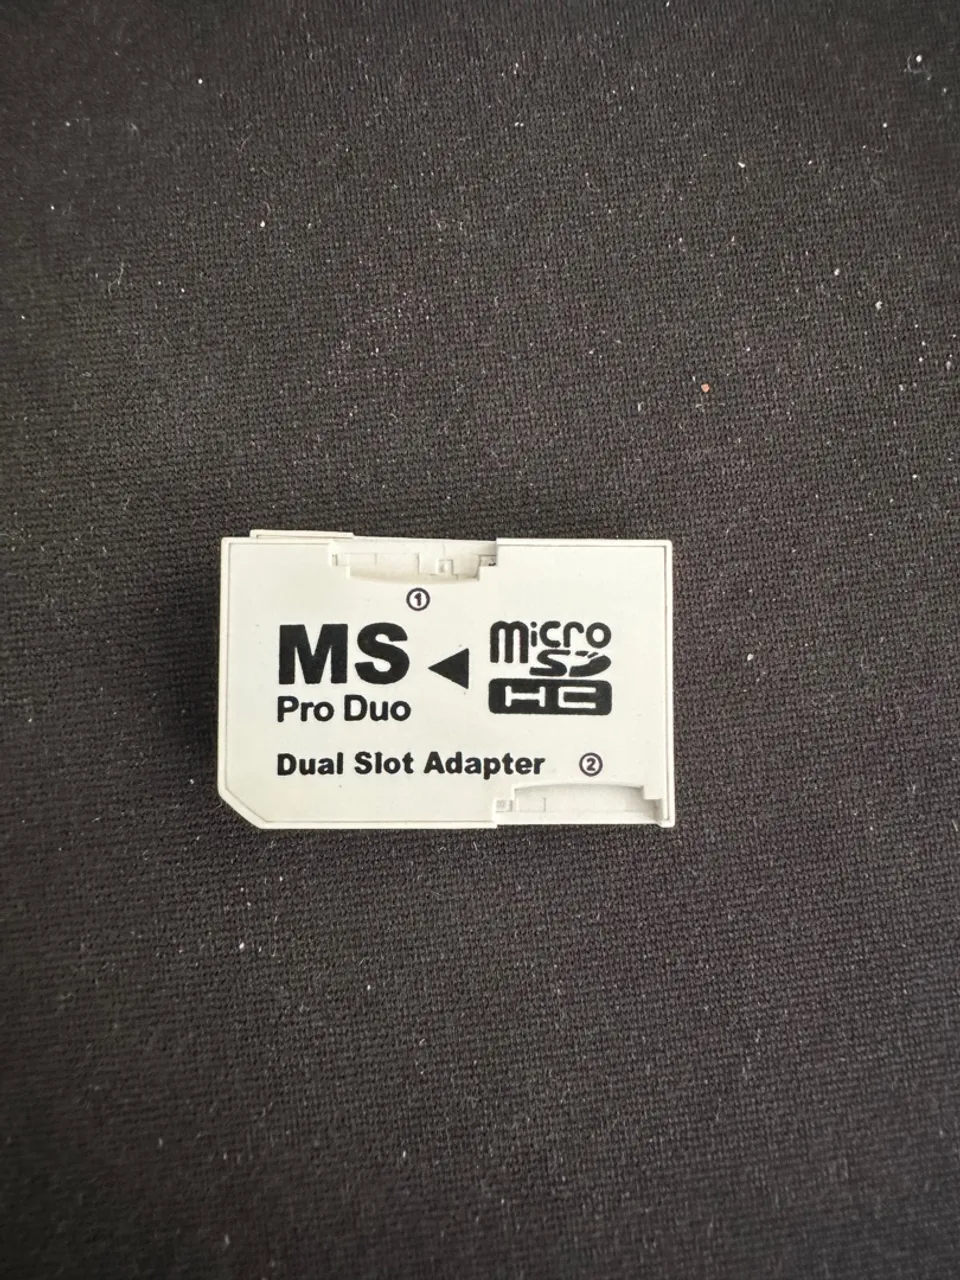 ①
MS
Pro Duo
micro
SD
HC
Dual Slot Adapter ②